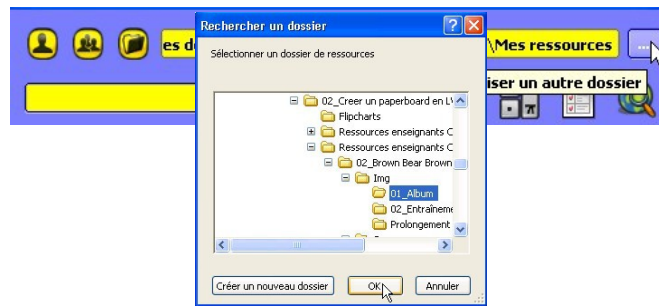 Rechercher un dossier
es d
\Mes ressources
...
Sélectionner un dossier de ressources
iser un autre dossier
02_Creer un paperboard en LV
Flipcharts
Ressources enseignants C
Ressources enseignants C
02_Brown Bear Brown
Img
01_Album
02_Entraîneme
Prolongement
Créer un nouveau dossier
OK
Annuler